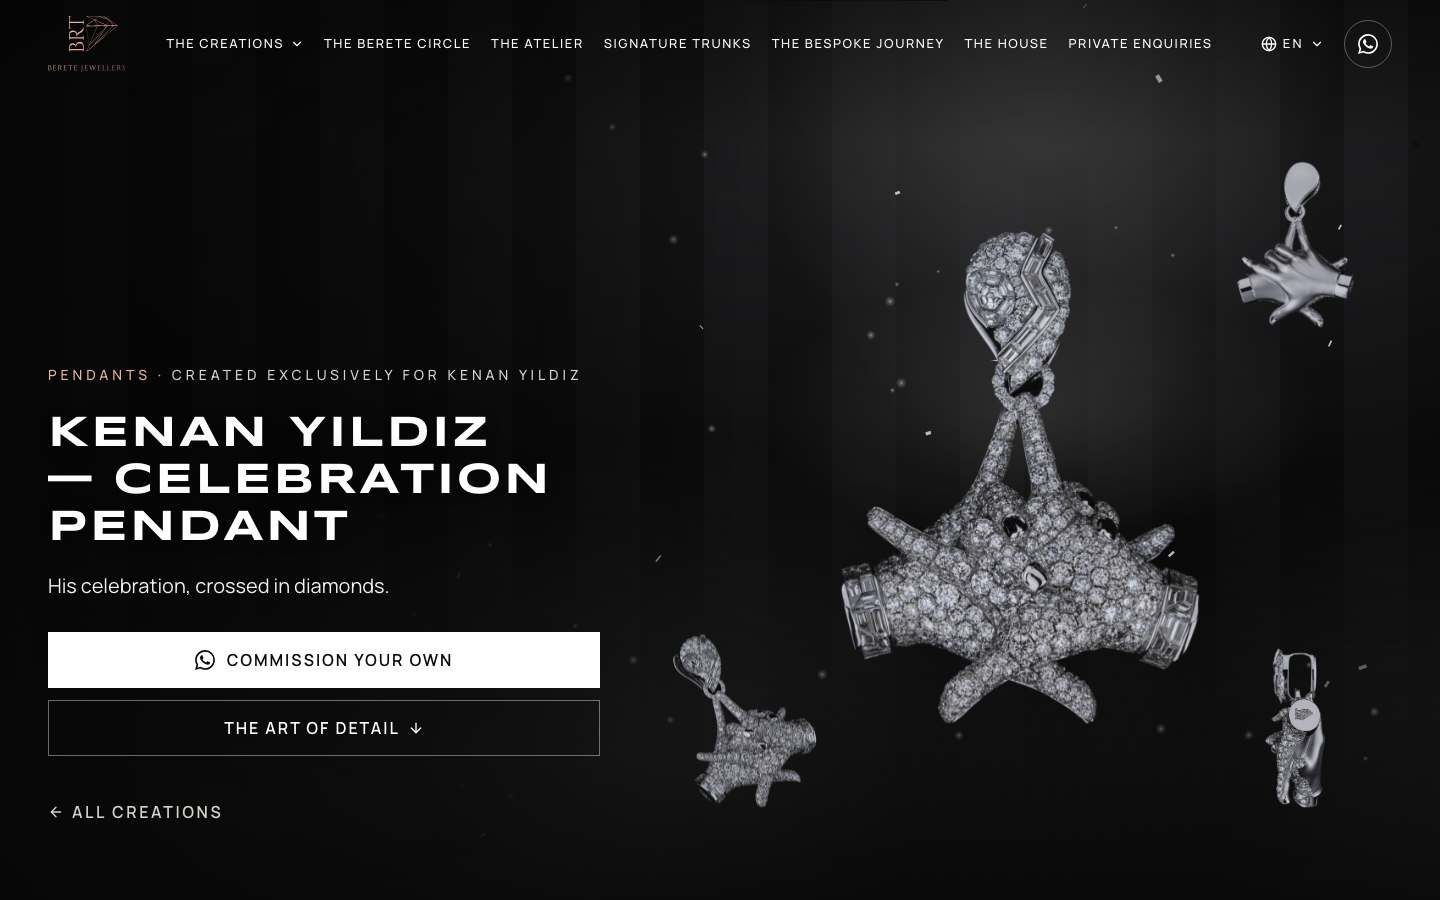 BRT
BERETE JEWELLERS
THE CREATIONS
THE BERETE CIRCLE
THE ATELIER
SIGNATURE TRUNKS
THE BESPOKE JOURNEY
THE HOUSE
PRIVATE ENQUIRIES
EN
PENDANTS · CREATED EXCLUSIVELY FOR KENAN YILDIZ
KENAN YILDIZ
— CELEBRATION
PENDANT
His celebration, crossed in diamonds.
COMMISSION YOUR OWN
THE ART OF DETAIL ↓
← ALL CREATIONS